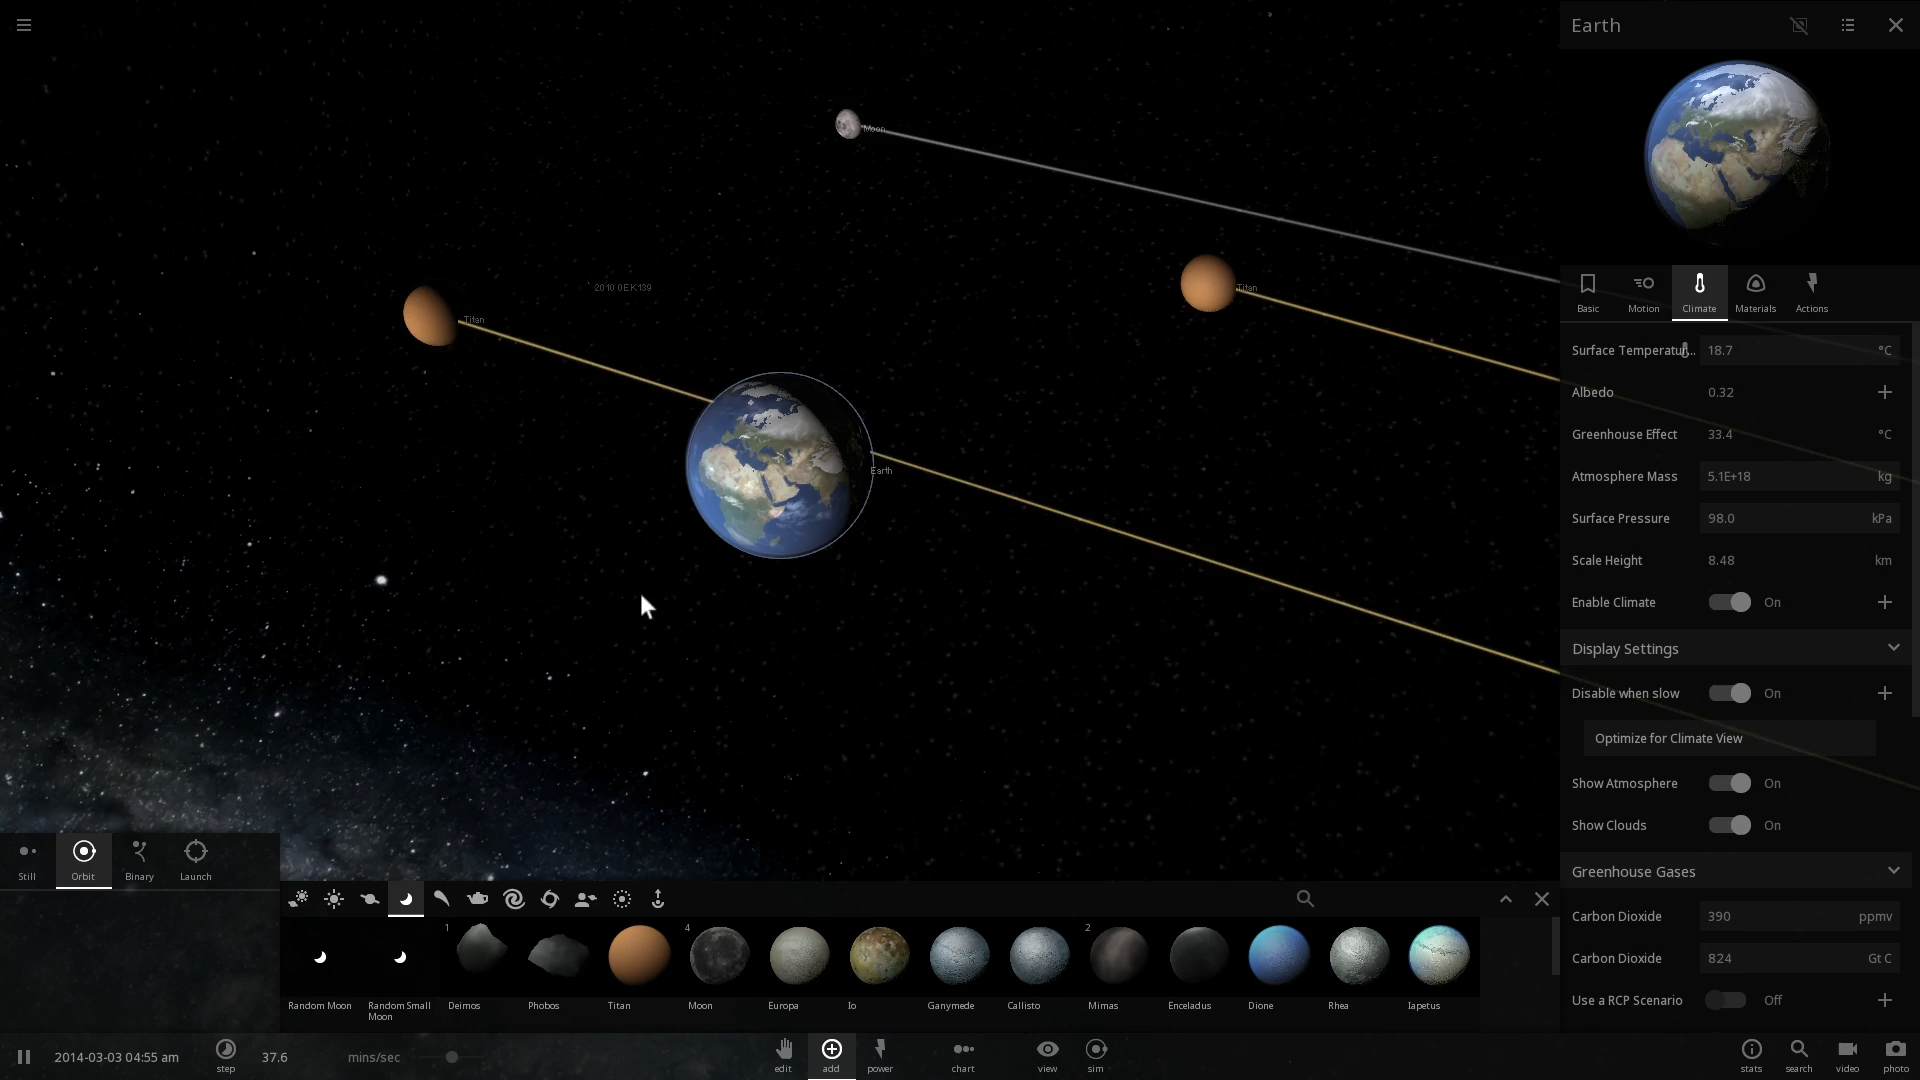 Earth
Moon
Titan
2010 OEK139
Titan
Earth
Basic
Motion
Climate
Materials
Actions
Surface Temperatur... 18.7 °C
Albedo 0.32
Greenhouse Effect 33.4 °C
Atmosphere Mass 5.1E+18 kg
Surface Pressure 98.0 kPa
Scale Height 8.48 km
Enable Climate On
Display Settings
Disable when slow On
Optimize for Climate View
Show Atmosphere On
Show Clouds On
Greenhouse Gases
Carbon Dioxide 390 ppmv
Carbon Dioxide 824 Gt C
Use a RCP Scenario Off
Still
Orbit
Binary
Launch
1
4
2
Random Moon
Random Small
Moon
Deimos
Phobos
Titan
Moon
Europa
Io
Ganymede
Callisto
Mimas
Enceladus
Dione
Rhea
Iapetus
2014-03-03 04:55 am
step
37.6
mins/sec
edit
add
power
chart
view
sim
stats
search
video
photo